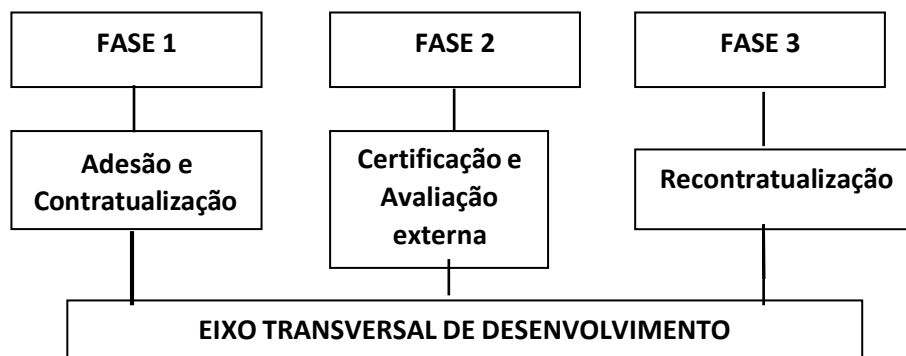 FASE 1
FASE 2
FASE 3
Adesão e
Contratualização
Certificação e
Avaliação
externa
Recontratualização
EIXO TRANSVERSAL DE DESENVOLVIMENTO